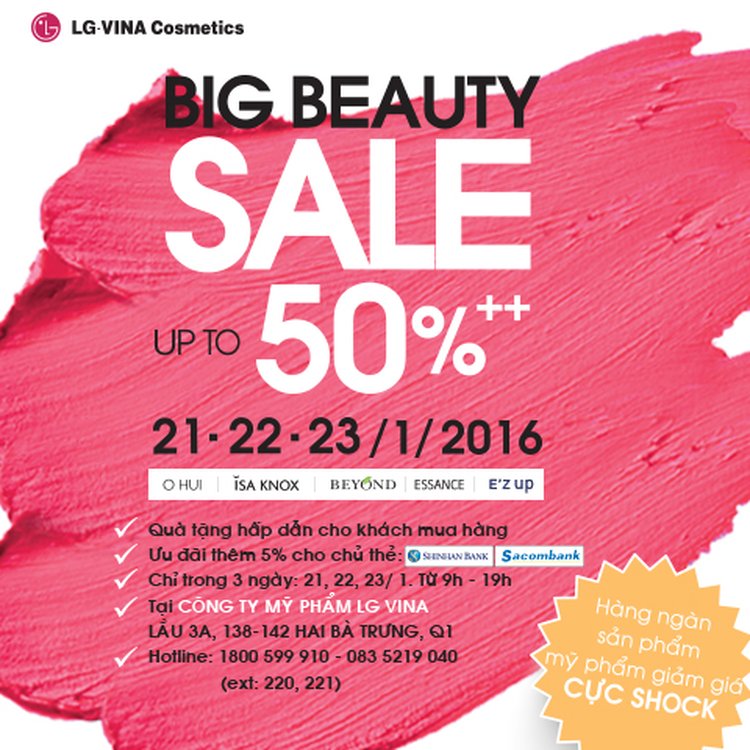 LG LG·VINA Cosmetics
BIG BEAUTY
SALE
UP TO 50%++
21 · 22 · 23 /1/ 2016
O HUI | ĬSA KNOX | BEYOND | ESSANCE | E'Z UP
✓ Quà tặng hấp dẫn cho khách mua hàng
✓ Ưu đãi thêm 5% cho chủ thẻ: SHINHAN BANK | Sacombank
✓ Chỉ trong 3 ngày: 21, 22, 23/ 1. Từ 9h - 19h
✓ Tại CÔNG TY MỸ PHẨM LG VINA
LẦU 3A, 138-142 HAI BÀ TRƯNG, Q1
✓ Hotline: 1800 599 910 - 083 5219 040
(ext: 220, 221)
Hàng ngàn
sản phẩm
mỹ phẩm giảm giá
CỰC SHOCK